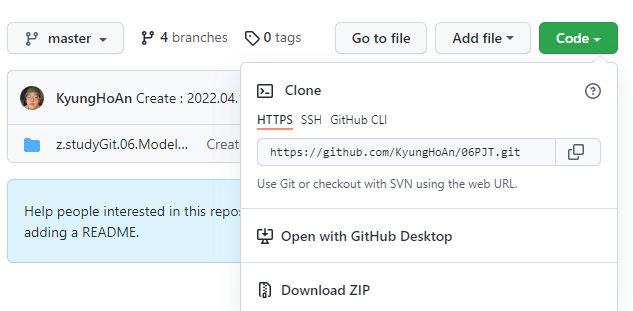 master 4 branches 0 tags Go to file Add file Code
KyungHoAn Create : 2022.04.
Clone
HTTPS SSH GitHub CLI
z.studyGit.06.Model... Create
https://github.com/KyungHoAn/06PJT.git
Use Git or checkout with SVN using the web URL.
Help people interested in this repos
adding a README.
Open with GitHub Desktop
Download ZIP